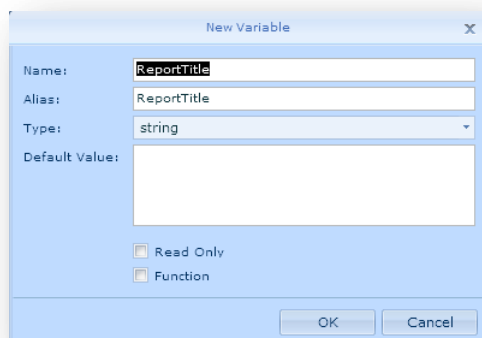 New Variable x
Name: ReportTitle
Alias: ReportTitle
Type: string
Default Value:
Read Only
Function
OK Cancel